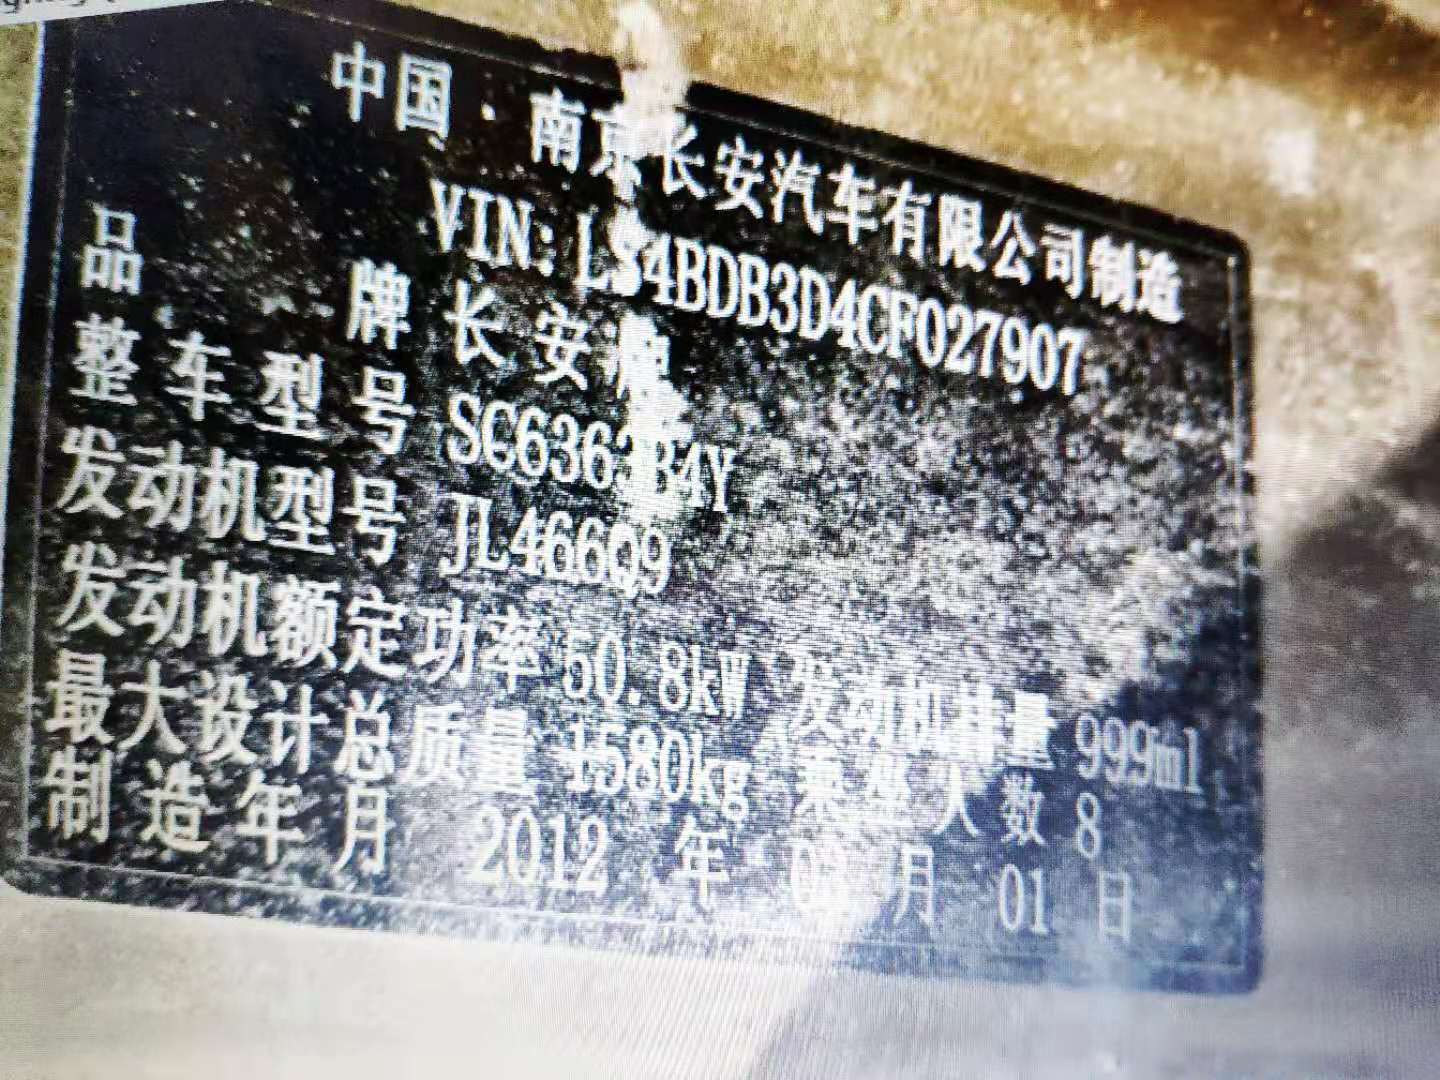 中国·南京长安汽车有限公司制造
VIN:LS4BDB3D4CF027907
品牌 长安牌
整车型号 SC6363B4Y
发动机型号 JL466Q9
发动机额定功率 50.8kW 发动机排量 999ml
最大设计总质量 1580kg 乘坐人数 8
制造年月 2012 年 月 01 日